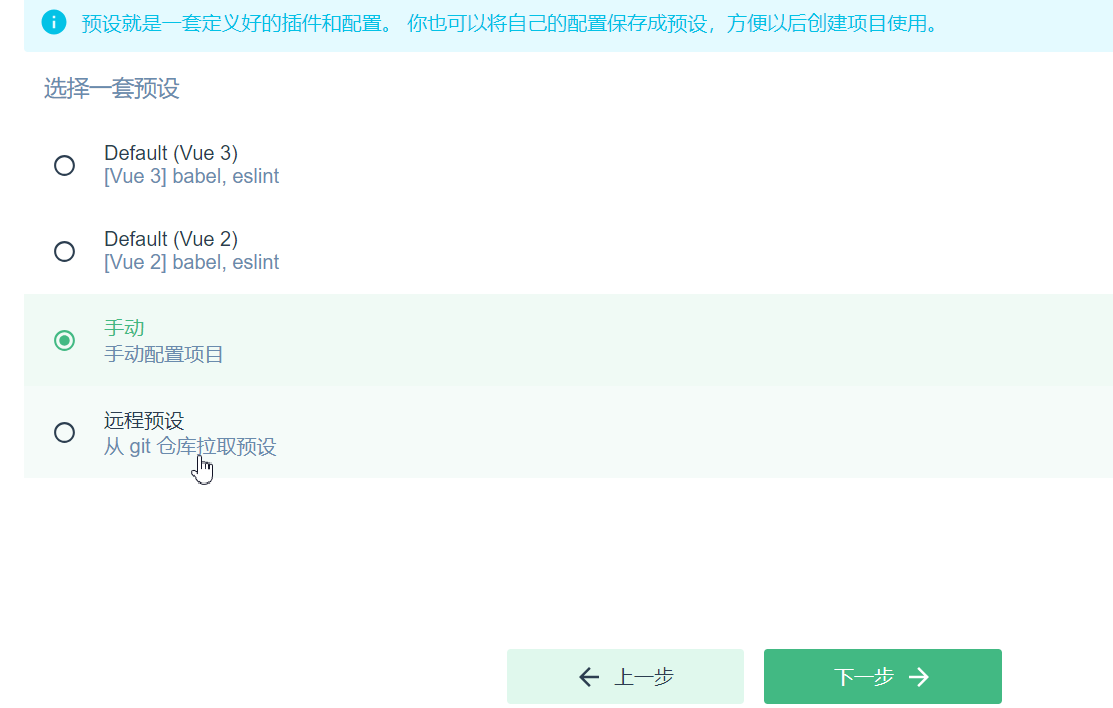 预设就是一套定义好的插件和配置。 你也可以将自己的配置保存成预设，方便以后创建项目使用。
选择一套预设
Default (Vue 3)
[Vue 3] babel, eslint
Default (Vue 2)
[Vue 2] babel, eslint
手动
手动配置项目
远程预设
从 git 仓库拉取预设
上一步
下一步